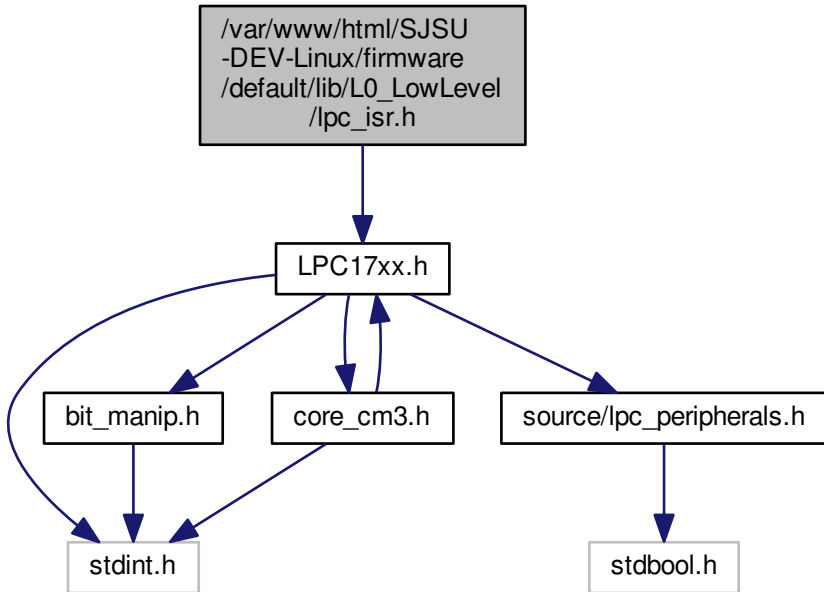 /var/www/html/SJSU
-DEV-Linux/firmware
/default/lib/L0_LowLevel
/lpc_isr.h
LPC17xx.h
bit_manip.h
core_cm3.h
source/lpc_peripherals.h
stdint.h
stdbool.h